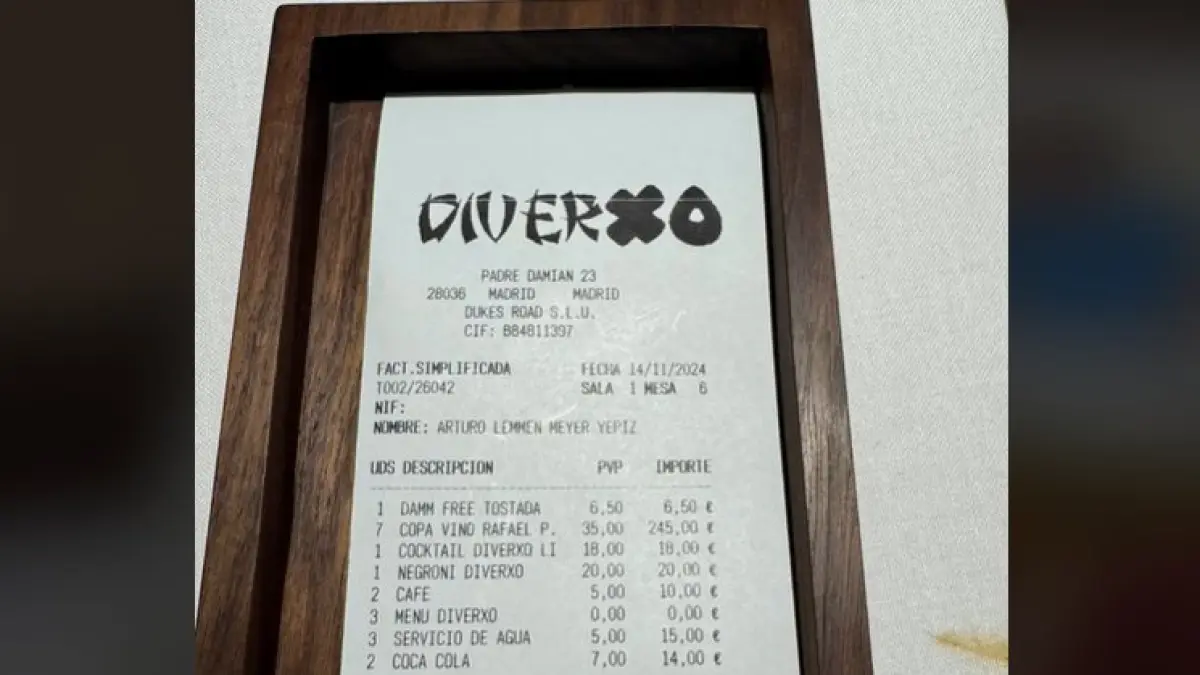 DIVERXO
PADRE DAMIAN 23
28036 MADRID MADRID
DUKES ROAD S.L.U.
CIF: B84811397
FACT.SIMPLIFICADA FECHA 14/11/2024
T002/26042 SALA 1 MESA 6
NIF:
NOMBRE: ARTURO LEMMEN MEYER YEPIZ
UDS DESCRIPCION PVP IMPORTE
1 DAMM FREE TOSTADA 6,50 6,50 €
7 COPA VINO RAFAEL P. 35,00 245,00 €
1 COCKTAIL DIVERXO LI 18,00 18,00 €
1 NEGRONI DIVERXO 20,00 20,00 €
2 CAFE 5,00 10,00 €
3 MENU DIVERXO 0,00 0,00 €
3 SERVICIO DE AGUA 5,00 15,00 €
2 COCA COLA 7,00 14,00 €